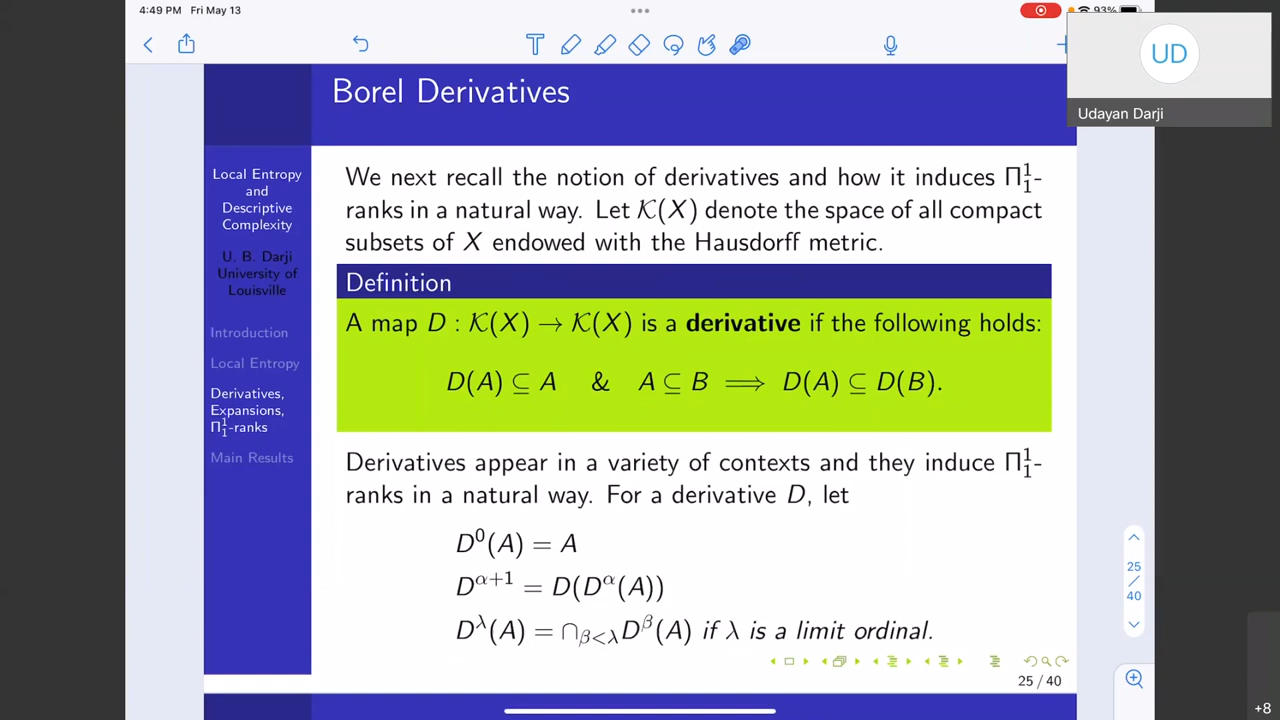 4:49 PM Fri May 13
93%
UD
Udayan Darji
Borel Derivatives
Local Entropy
and
Descriptive
Complexity
U. B. Darji
University of
Louisville
Introduction
Local Entropy
Derivatives,
Expansions,
Π¹₁-ranks
Main Results
We next recall the notion of derivatives and how it induces Π¹₁-
ranks in a natural way. Let 𝒦(X) denote the space of all compact
subsets of X endowed with the Hausdorff metric.
Definition
A map D : 𝒦(X) → 𝒦(X) is a derivative if the following holds:
D(A) ⊆ A & A ⊆ B ⟹ D(A) ⊆ D(B).
Derivatives appear in a variety of contexts and they induce Π¹₁-
ranks in a natural way. For a derivative D, let
D⁰(A) = A
D^{α+1} = D(D^α(A))
D^λ(A) = ∩_{β<λ} D^β(A) if λ is a limit ordinal.
25 / 40
25
/
40
+8